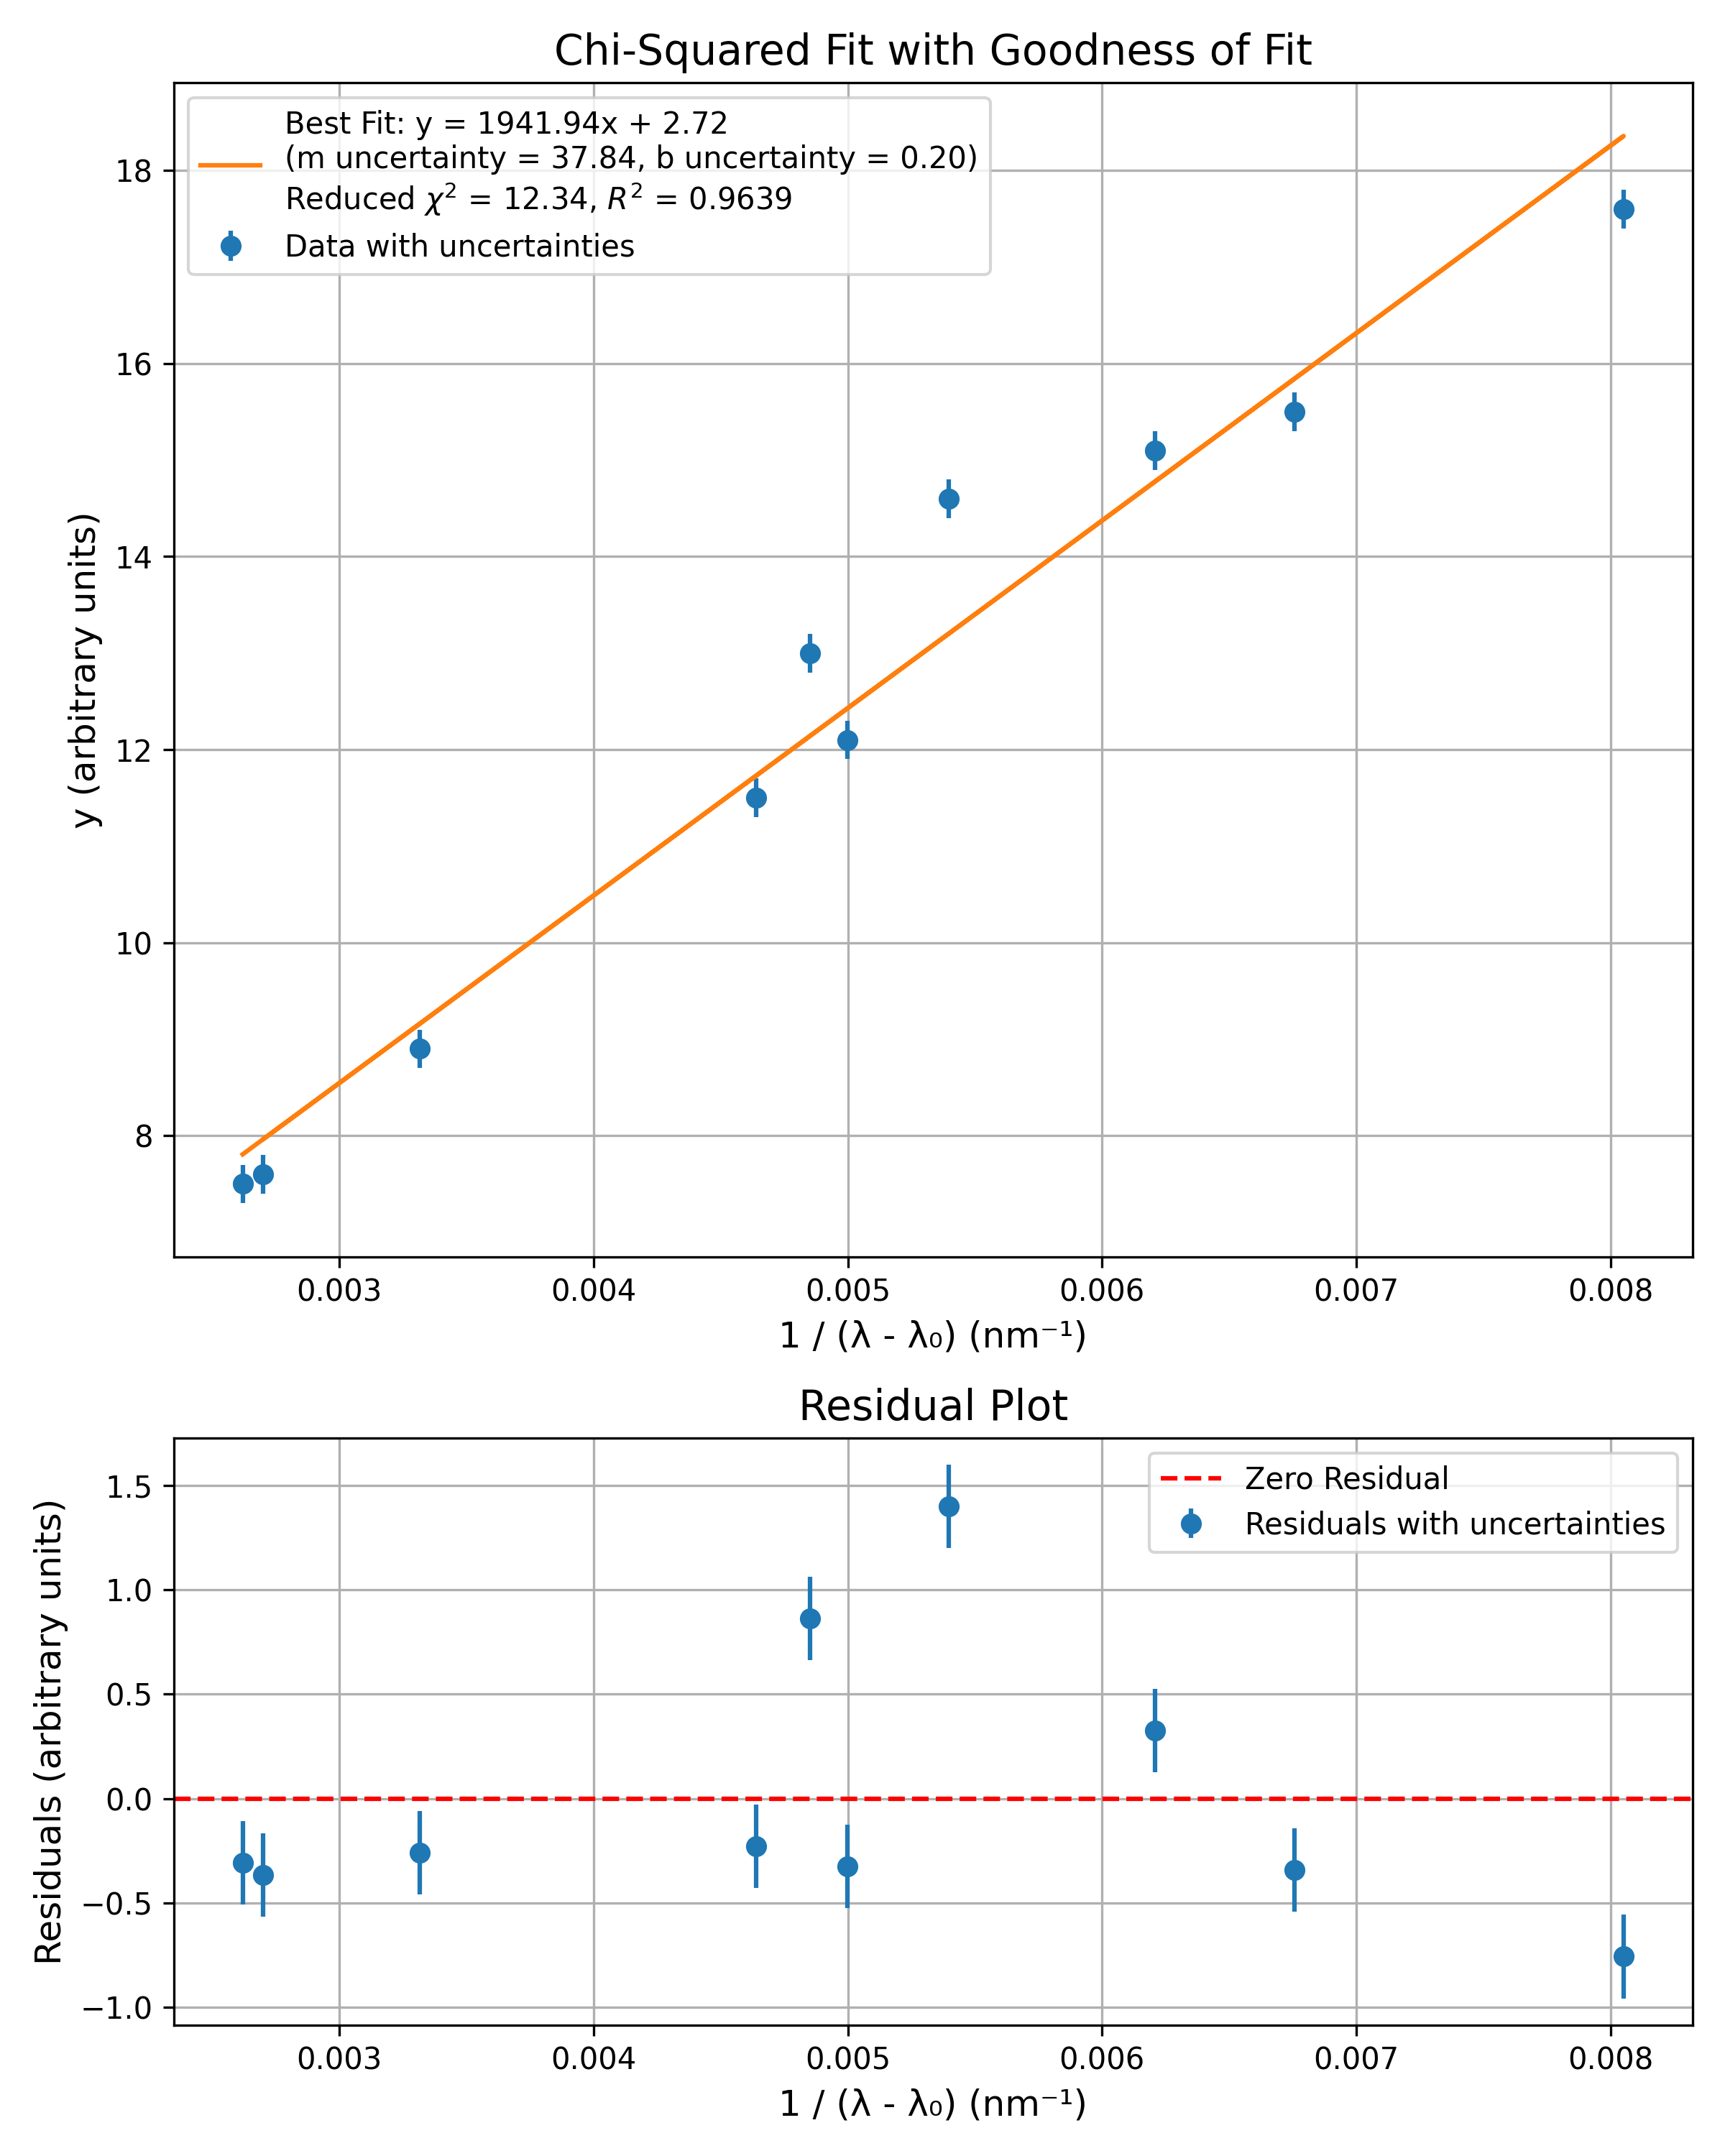 Chi-Squared Fit with Goodness of Fit
Best Fit: y = 1941.94x + 2.72
(m uncertainty = 37.84, b uncertainty = 0.20)
Reduced χ² = 12.34, R² = 0.9639
Data with uncertainties
y (arbitrary units)
18
16
14
12
10
8
0.003 0.004 0.005 0.006 0.007 0.008
1 / (λ - λ₀) (nm⁻¹)
Residual Plot
Zero Residual
Residuals with uncertainties
Residuals (arbitrary units)
1.5
1.0
0.5
0.0
−0.5
−1.0
0.003 0.004 0.005 0.006 0.007 0.008
1 / (λ - λ₀) (nm⁻¹)